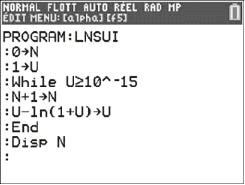 NORMAL FLOTT AUTO RÉEL RAD MP
ÉDIT MENU:[alpha][f5]
PROGRAM:LNSUI
:0→N
:1→U
:While U≥10^⁻15
:N+1→N
:U-ln(1+U)→U
:End
:Disp N
: